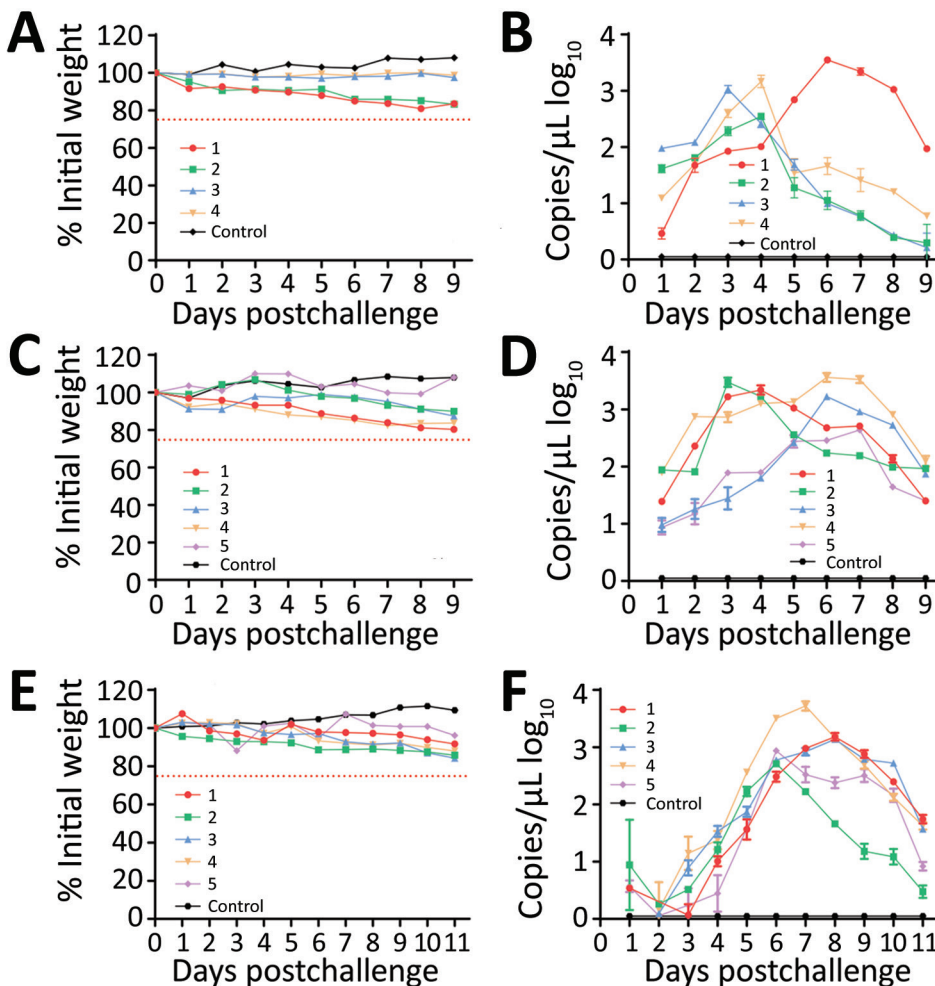 A
% Initial weight
120
100
80
60
40
20
0
1
2
3
4
Control
0 1 2 3 4 5 6 7 8 9
Days postchallenge
B
Copies/µL log10
4
3
2
1
0
1
2
3
4
Control
0 1 2 3 4 5 6 7 8 9
Days postchallenge
C
% Initial weight
120
100
80
60
40
20
0
1
2
3
4
5
Control
0 1 2 3 4 5 6 7 8 9
Days postchallenge
D
Copies/µL log10
4
3
2
1
0
1
2
3
4
5
Control
0 1 2 3 4 5 6 7 8 9
Days postchallenge
E
% Initial weight
120
100
80
60
40
20
0
1
2
3
4
5
Control
0 1 2 3 4 5 6 7 8 9 10 11
Days postchallenge
F
Copies/µL log10
4
3
2
1
0
1
2
3
4
5
Control
0 1 2 3 4 5 6 7 8 9 10 11
Days postchallenge